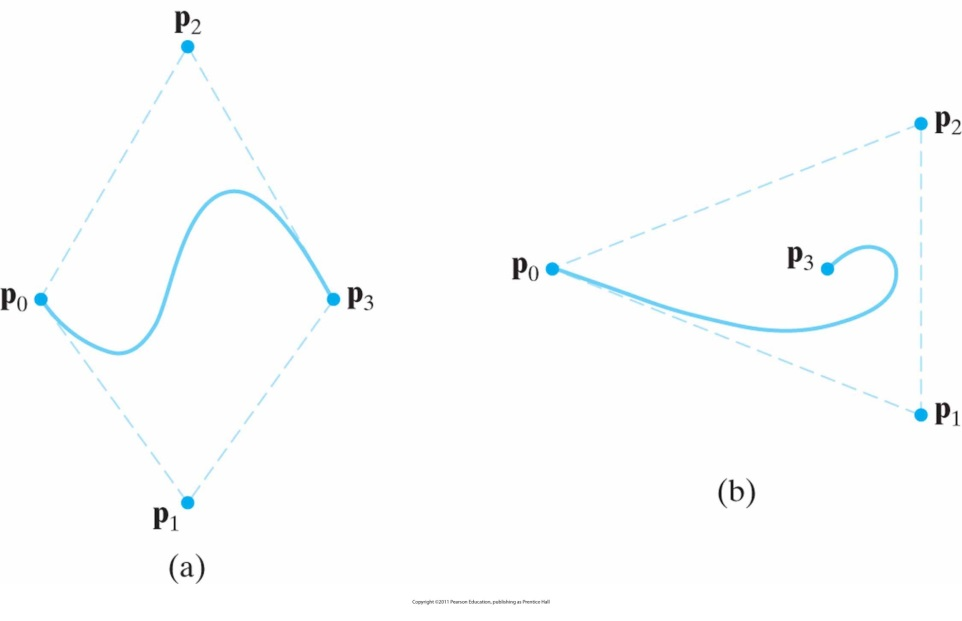 p2
p0
p3
p1
(a)
p2
p3
p0
p1
(b)
Copyright ©2011 Pearson Education, publishing as Prentice Hall